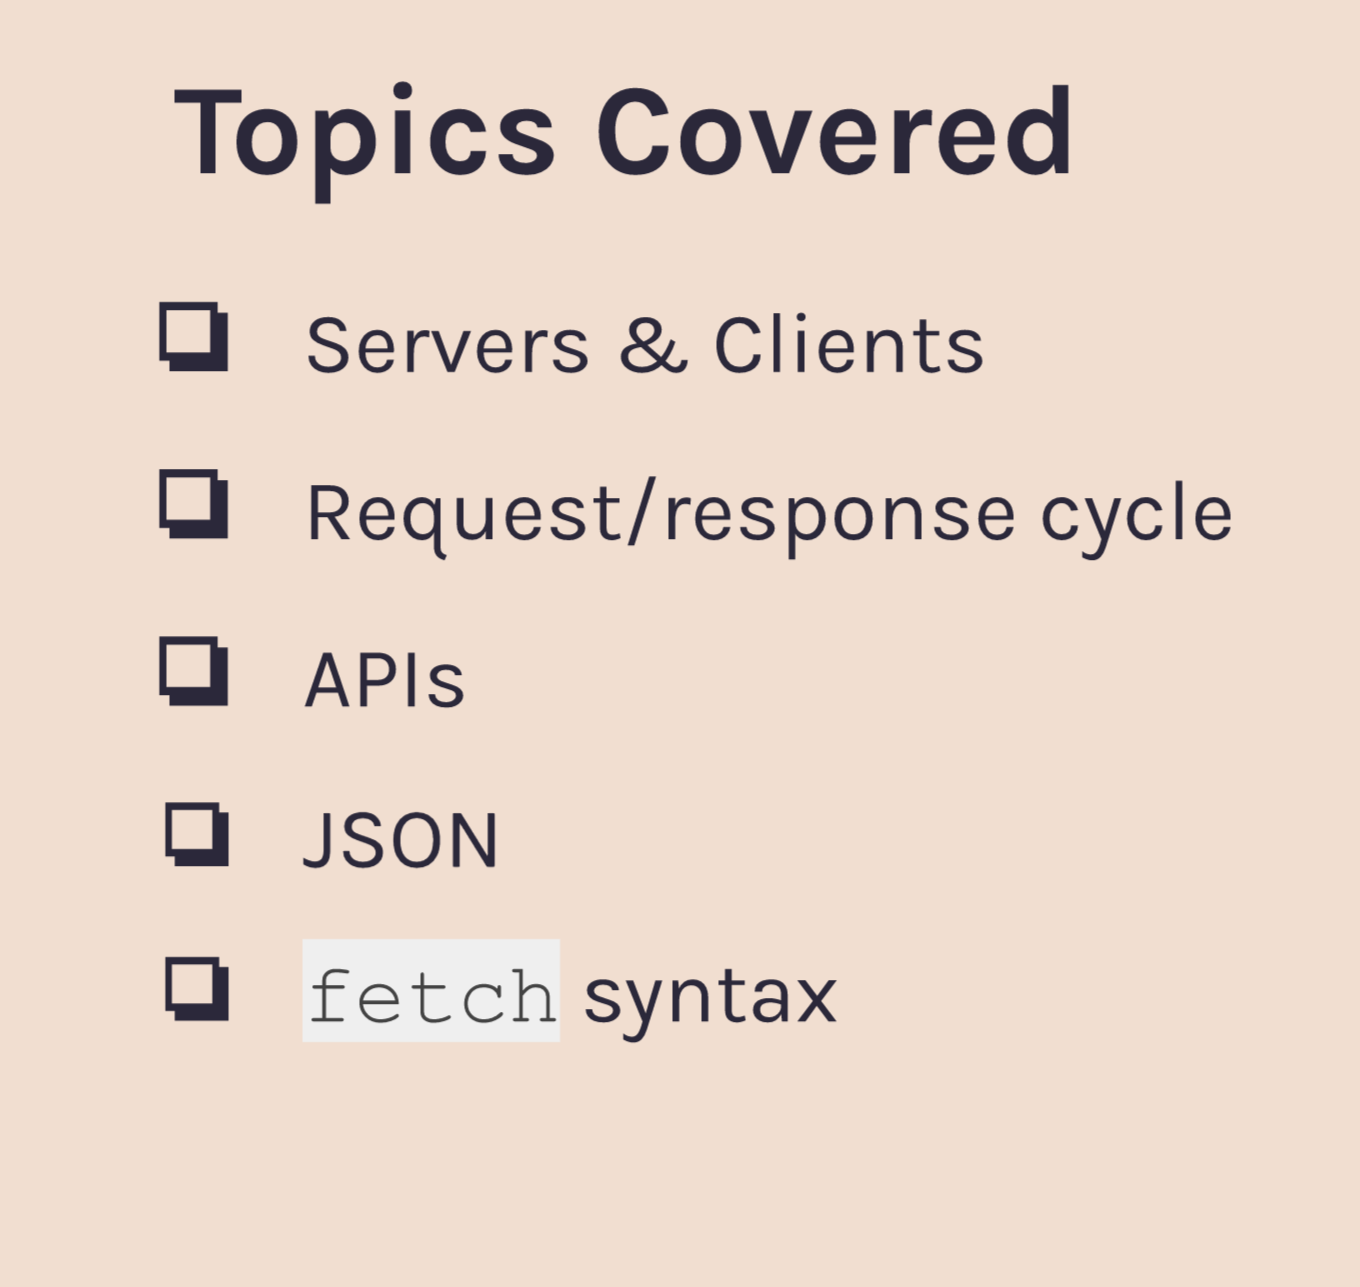 Topics Covered
Servers & Clients
Request/response cycle
APIs
JSON
fetch syntax